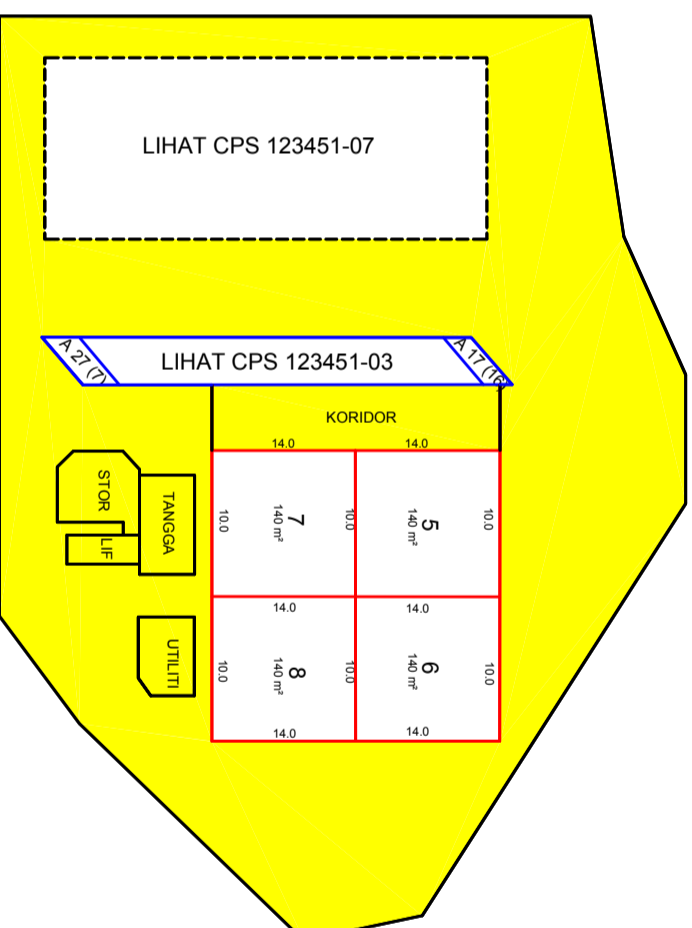 LIHAT CPS 123451-07
A 27 (7)
LIHAT CPS 123451-03
A 17 (16)
KORIDOR
14.0
14.0
STOR
TANGGA
LIF
10.0
7
140 m²
10.0
5
140 m²
10.0
14.0
14.0
UTILITI
10.0
8
140 m²
10.0
6
140 m²
10.0
14.0
14.0